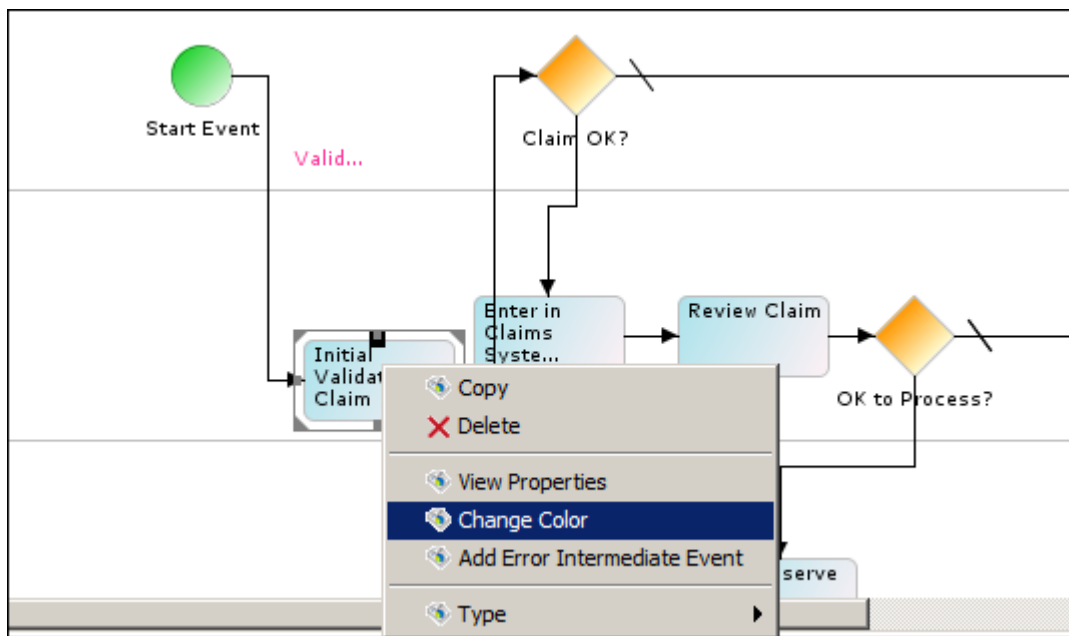 Start Event
Valid...
Claim OK?
Enter in
Claims
Syste...
Review Claim
Initial
Validat
Claim
OK to Process?
Copy
Delete
View Properties
Change Color
Add Error Intermediate Event
Type
serve